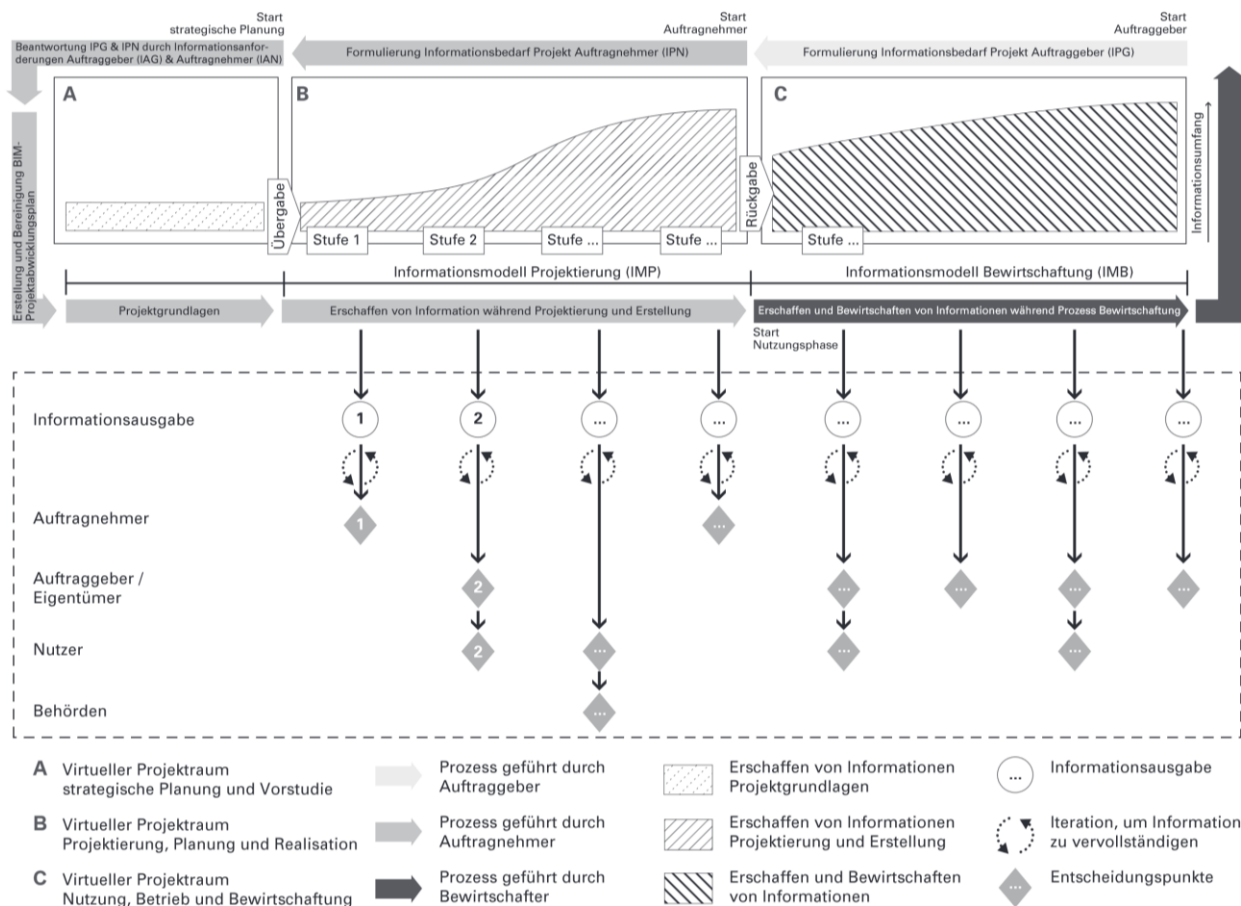 Start
strategische Planung
Start
Auftragnehmer
Start
Auftraggeber
Beantwortung IPG & IPN durch Informationsanfor-
derungen Auftraggeber (IAG) & Auftragnehmer (IAN)
Formulierung Informationsbedarf Projekt Auftragnehmer (IPN)
Formulierung Informationsbedarf Projekt Auftraggeber (IPG)
A
B
C
Erstellung und Bereinigung BIM-
Projektabwicklungsplan
Übergabe
Rückgabe
Informationsumfang
Stufe 1
Stufe 2
Stufe ...
Stufe ...
Stufe ...
Informationsmodell Projektierung (IMP)
Informationsmodell Bewirtschaftung (IMB)
Projektgrundlagen
Erschaffen von Information während Projektierung und Erstellung
Erschaffen und Bewirtschaften von Informationen während Prozess Bewirtschaftung
Start
Nutzungsphase
Informationsausgabe
1
2
...
...
...
...
...
...
Auftragnehmer
1
...
Auftraggeber /
Eigentümer
2
...
...
...
...
Nutzer
2
...
...
...
Behörden
...
A Virtueller Projektraum
strategische Planung und Vorstudie
Prozess geführt durch
Auftraggeber
Erschaffen von Informationen
Projektgrundlagen
...
Informationsausgabe
B Virtueller Projektraum
Projektierung, Planung und Realisation
Prozess geführt durch
Auftragnehmer
Erschaffen von Informationen
Projektierung und Erstellung
Iteration, um Information
zu vervollständigen
C Virtueller Projektraum
Nutzung, Betrieb und Bewirtschaftung
Prozess geführt durch
Bewirtschafter
Erschaffen und Bewirtschaften
von Informationen
...
Entscheidungspunkte